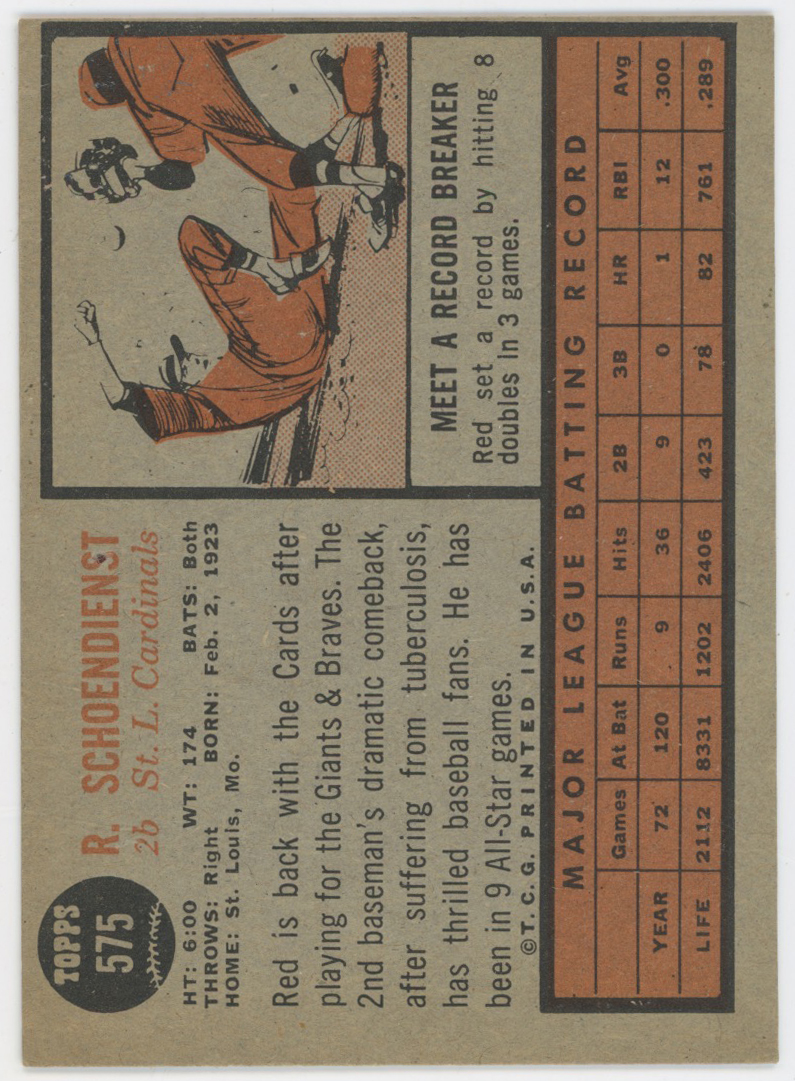 TOPPS
575
R. SCHOENDIENST
2b St. L. Cardinals
HT: 6:00 WT: 174 BATS: Both
THROWS: Right BORN: Feb. 2, 1923
HOME: St. Louis, Mo.
Red is back with the Cards after
playing for the Giants & Braves. The
2nd baseman's dramatic comeback,
after suffering from tuberculosis,
has thrilled baseball fans. He has
been in 9 All-Star games.
©T. C. G. PRINTED IN U.S.A.
MEET A RECORD BREAKER
Red set a record by hitting 8
doubles in 3 games.
MAJOR LEAGUE BATTING RECORD
Games At Bat Runs Hits 2B 3B HR RBI Avg
YEAR 72 120 9 36 9 0 1 12 .300
LIFE 2112 8331 1202 2406 423 78 82 761 .289